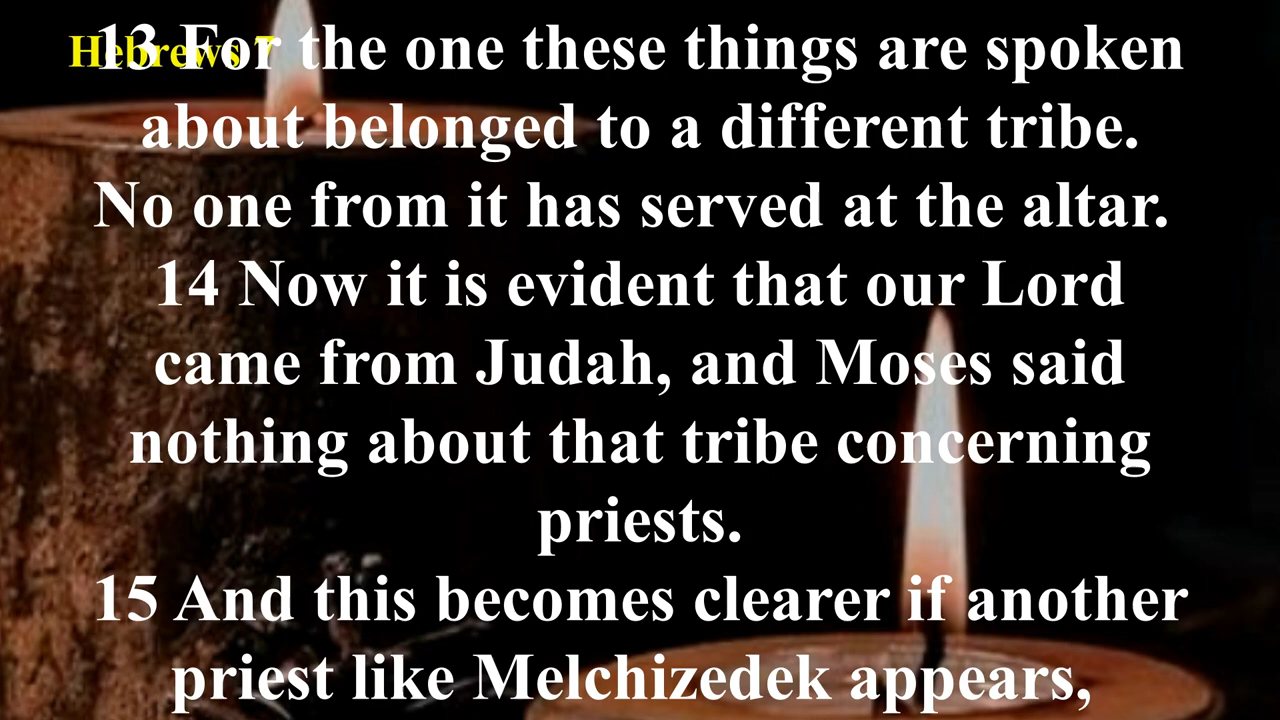 Hebrews 7
13 For the one these things are spoken
about belonged to a different tribe.
No one from it has served at the altar.
14 Now it is evident that our Lord
came from Judah, and Moses said
nothing about that tribe concerning
priests.
15 And this becomes clearer if another
priest like Melchizedek appears,